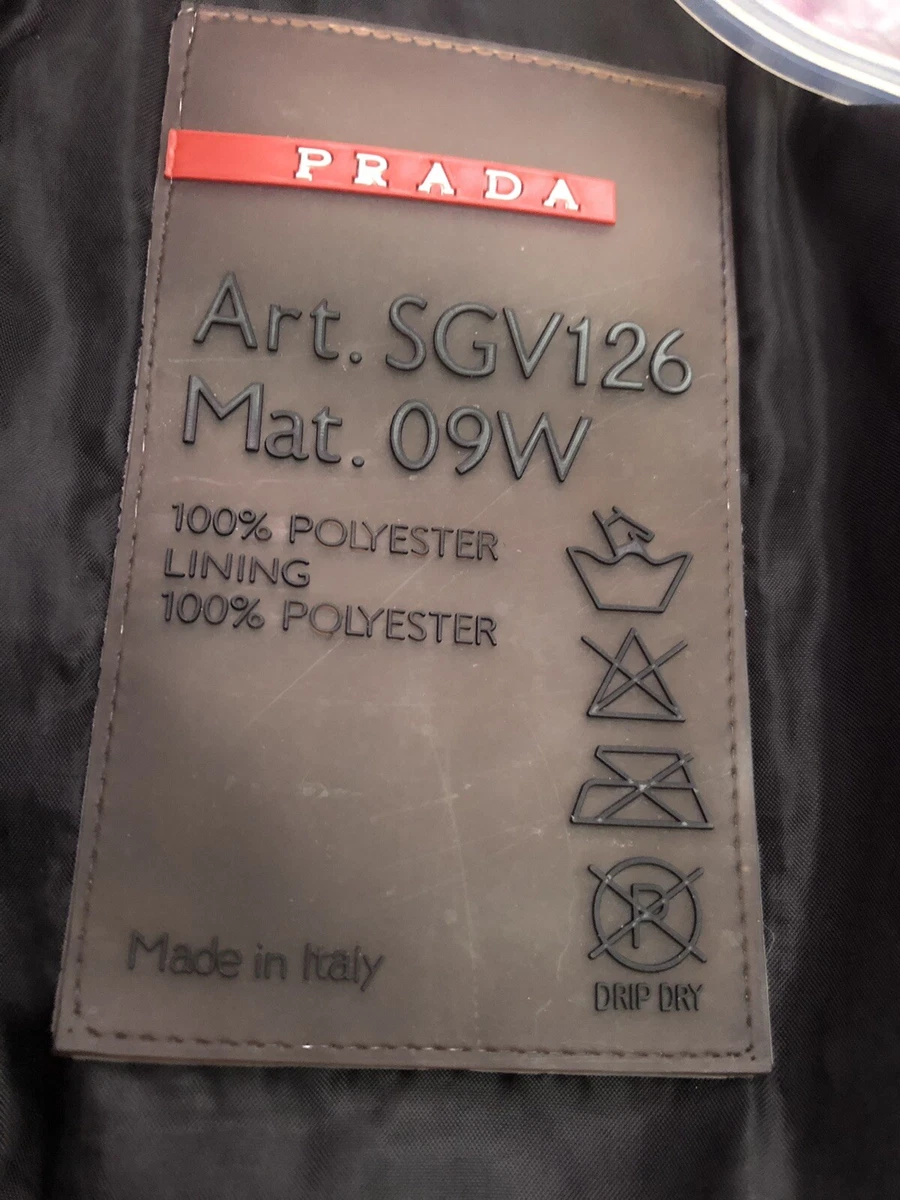 PRADA
Art. SGV126
Mat. 09W
100% POLYESTER
LINING
100% POLYESTER
P
DRIP DRY
Made in Italy